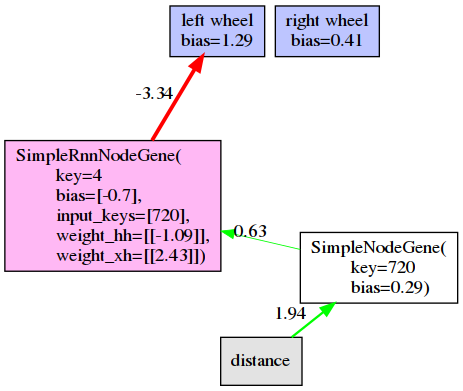 left wheel
bias=1.29
right wheel
bias=0.41
-3.34
SimpleRnnNodeGene(
key=4
bias=[-0.7],
input_keys=[720],
weight_hh=[[-1.09]],
weight_xh=[[2.43]])
0.63
SimpleNodeGene(
key=720
bias=0.29)
1.94
distance